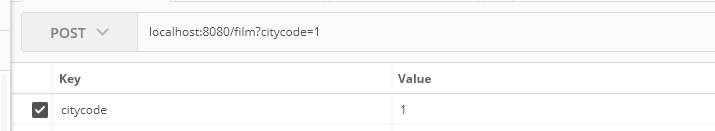 POST localhost:8080/film?citycode=1
Key Value
citycode 1